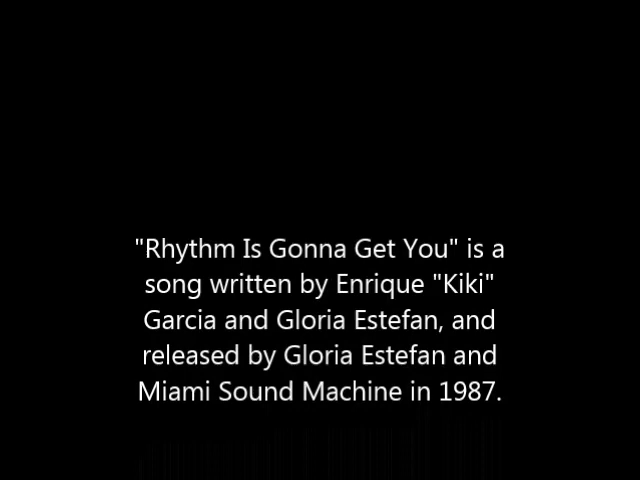 "Rhythm Is Gonna Get You" is a
song written by Enrique "Kiki"
Garcia and Gloria Estefan, and
released by Gloria Estefan and
Miami Sound Machine in 1987.